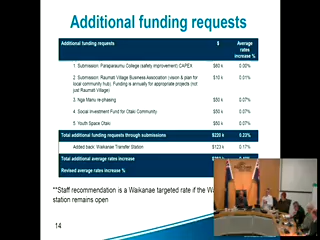 Additional funding requests
Additional funding requests $ Average
rates
increase %
1. Submission: Paraparaumu College (safety improvement) CAPEX $60 k 0.00%
2. Submission: Raumati Village Business Association (vision & plan for $10 k 0.01%
local community hub). Funding is annually for appropriate projects (not
just Raumati Village)
3. Nga Manu re-phasing $50 k 0.07%
4. Social Investment Fund for Otaki Community $50 k 0.07%
5. Youth Space Otaki $50 k 0.07%
Total additional funding requests through submissions $220 k 0.23%
Added back: Waikanae Transfer Station $123 k 0.17%
Total additional rates increase
Revised average rates increase %
**Staff recommendation is a Waikanae targeted rate if the
station remains open
14